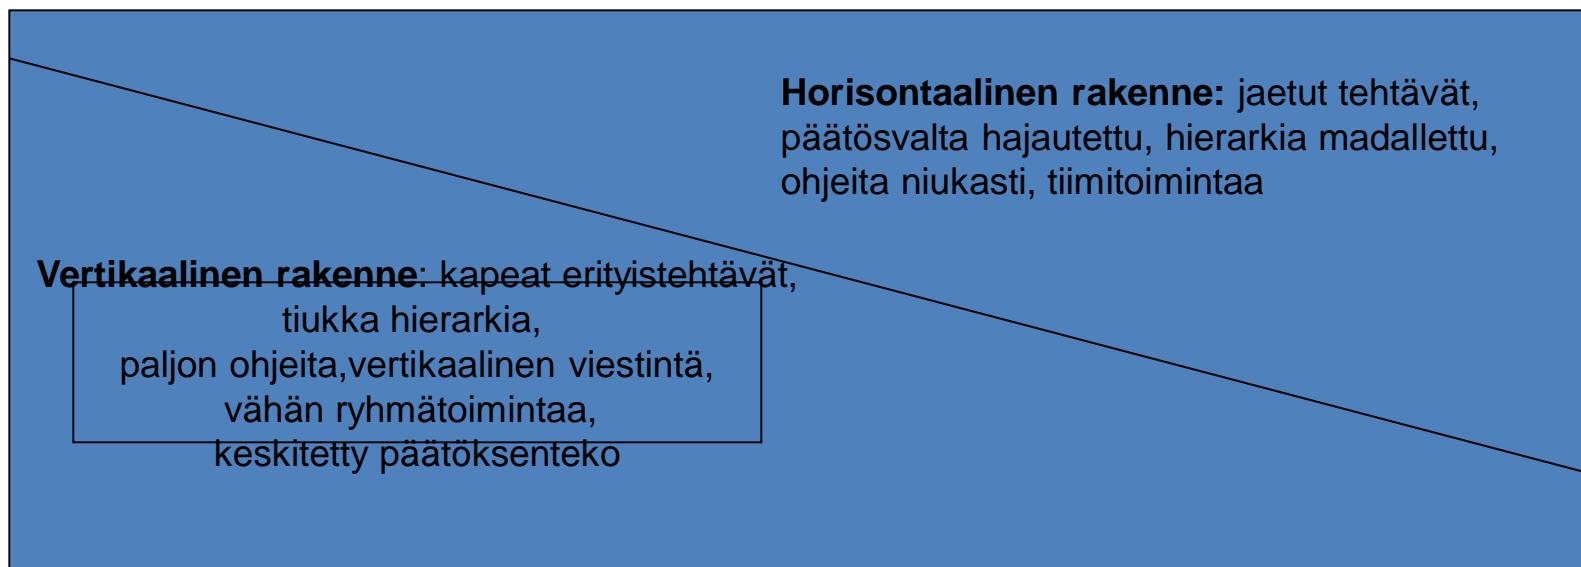 Horisontaalinen rakenne: jaetut tehtävät,
päätösvalta hajautettu, hierarkia madallettu,
ohjeita niukasti, tiimitoimintaa
Vertikaalinen rakenne: kapeat erityistehtävät,
tiukka hierarkia,
paljon ohjeita,vertikaalinen viestintä,
vähän ryhmätoimintaa,
keskitetty päätöksenteko